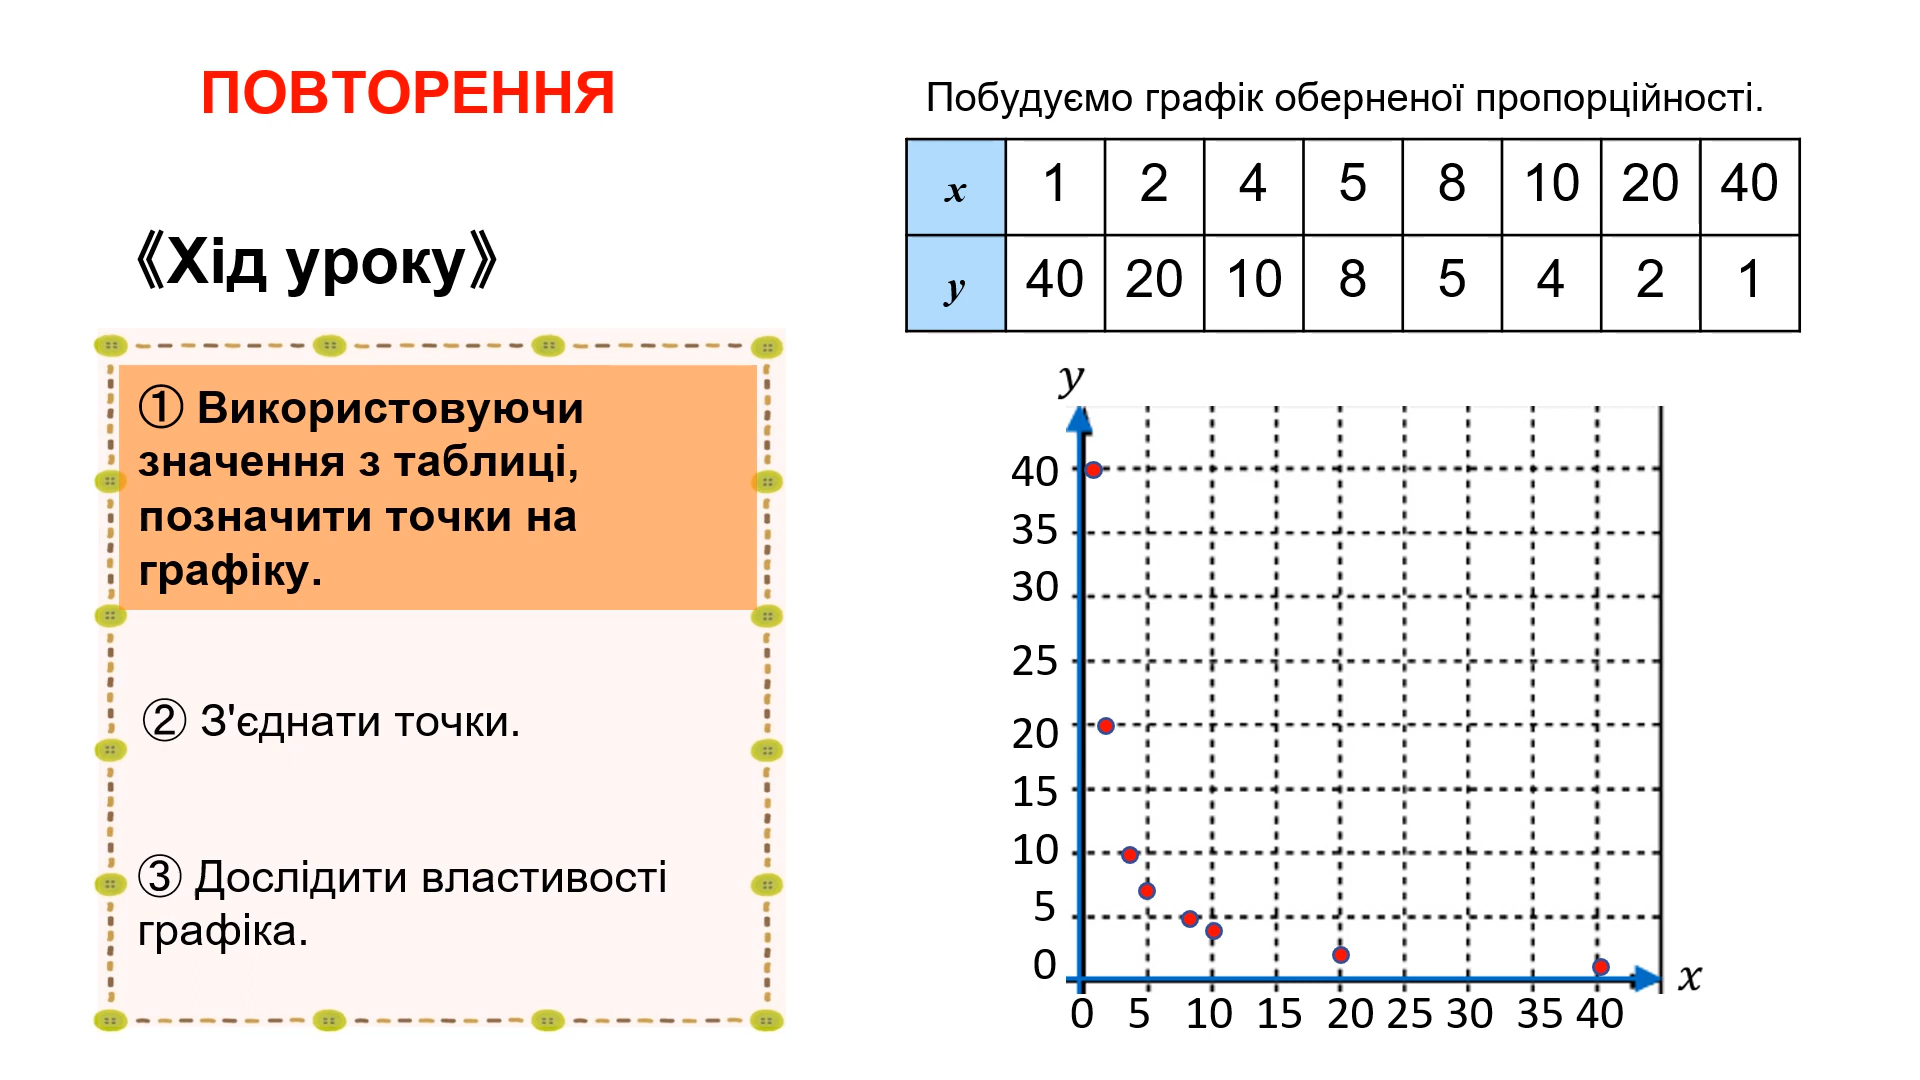 ПОВТОРЕННЯ
《Хід уроку》
① Використовуючи
значення з таблиці,
позначити точки на
графіку.
② З'єднати точки.
③ Дослідити властивості
графіка.
Побудуємо графік оберненої пропорційності.
x 1 2 4 5 8 10 20 40
y 40 20 10 8 5 4 2 1
y
40
35
30
25
20
15
10
5
0
x
0 5 10 15 20 25 30 35 40